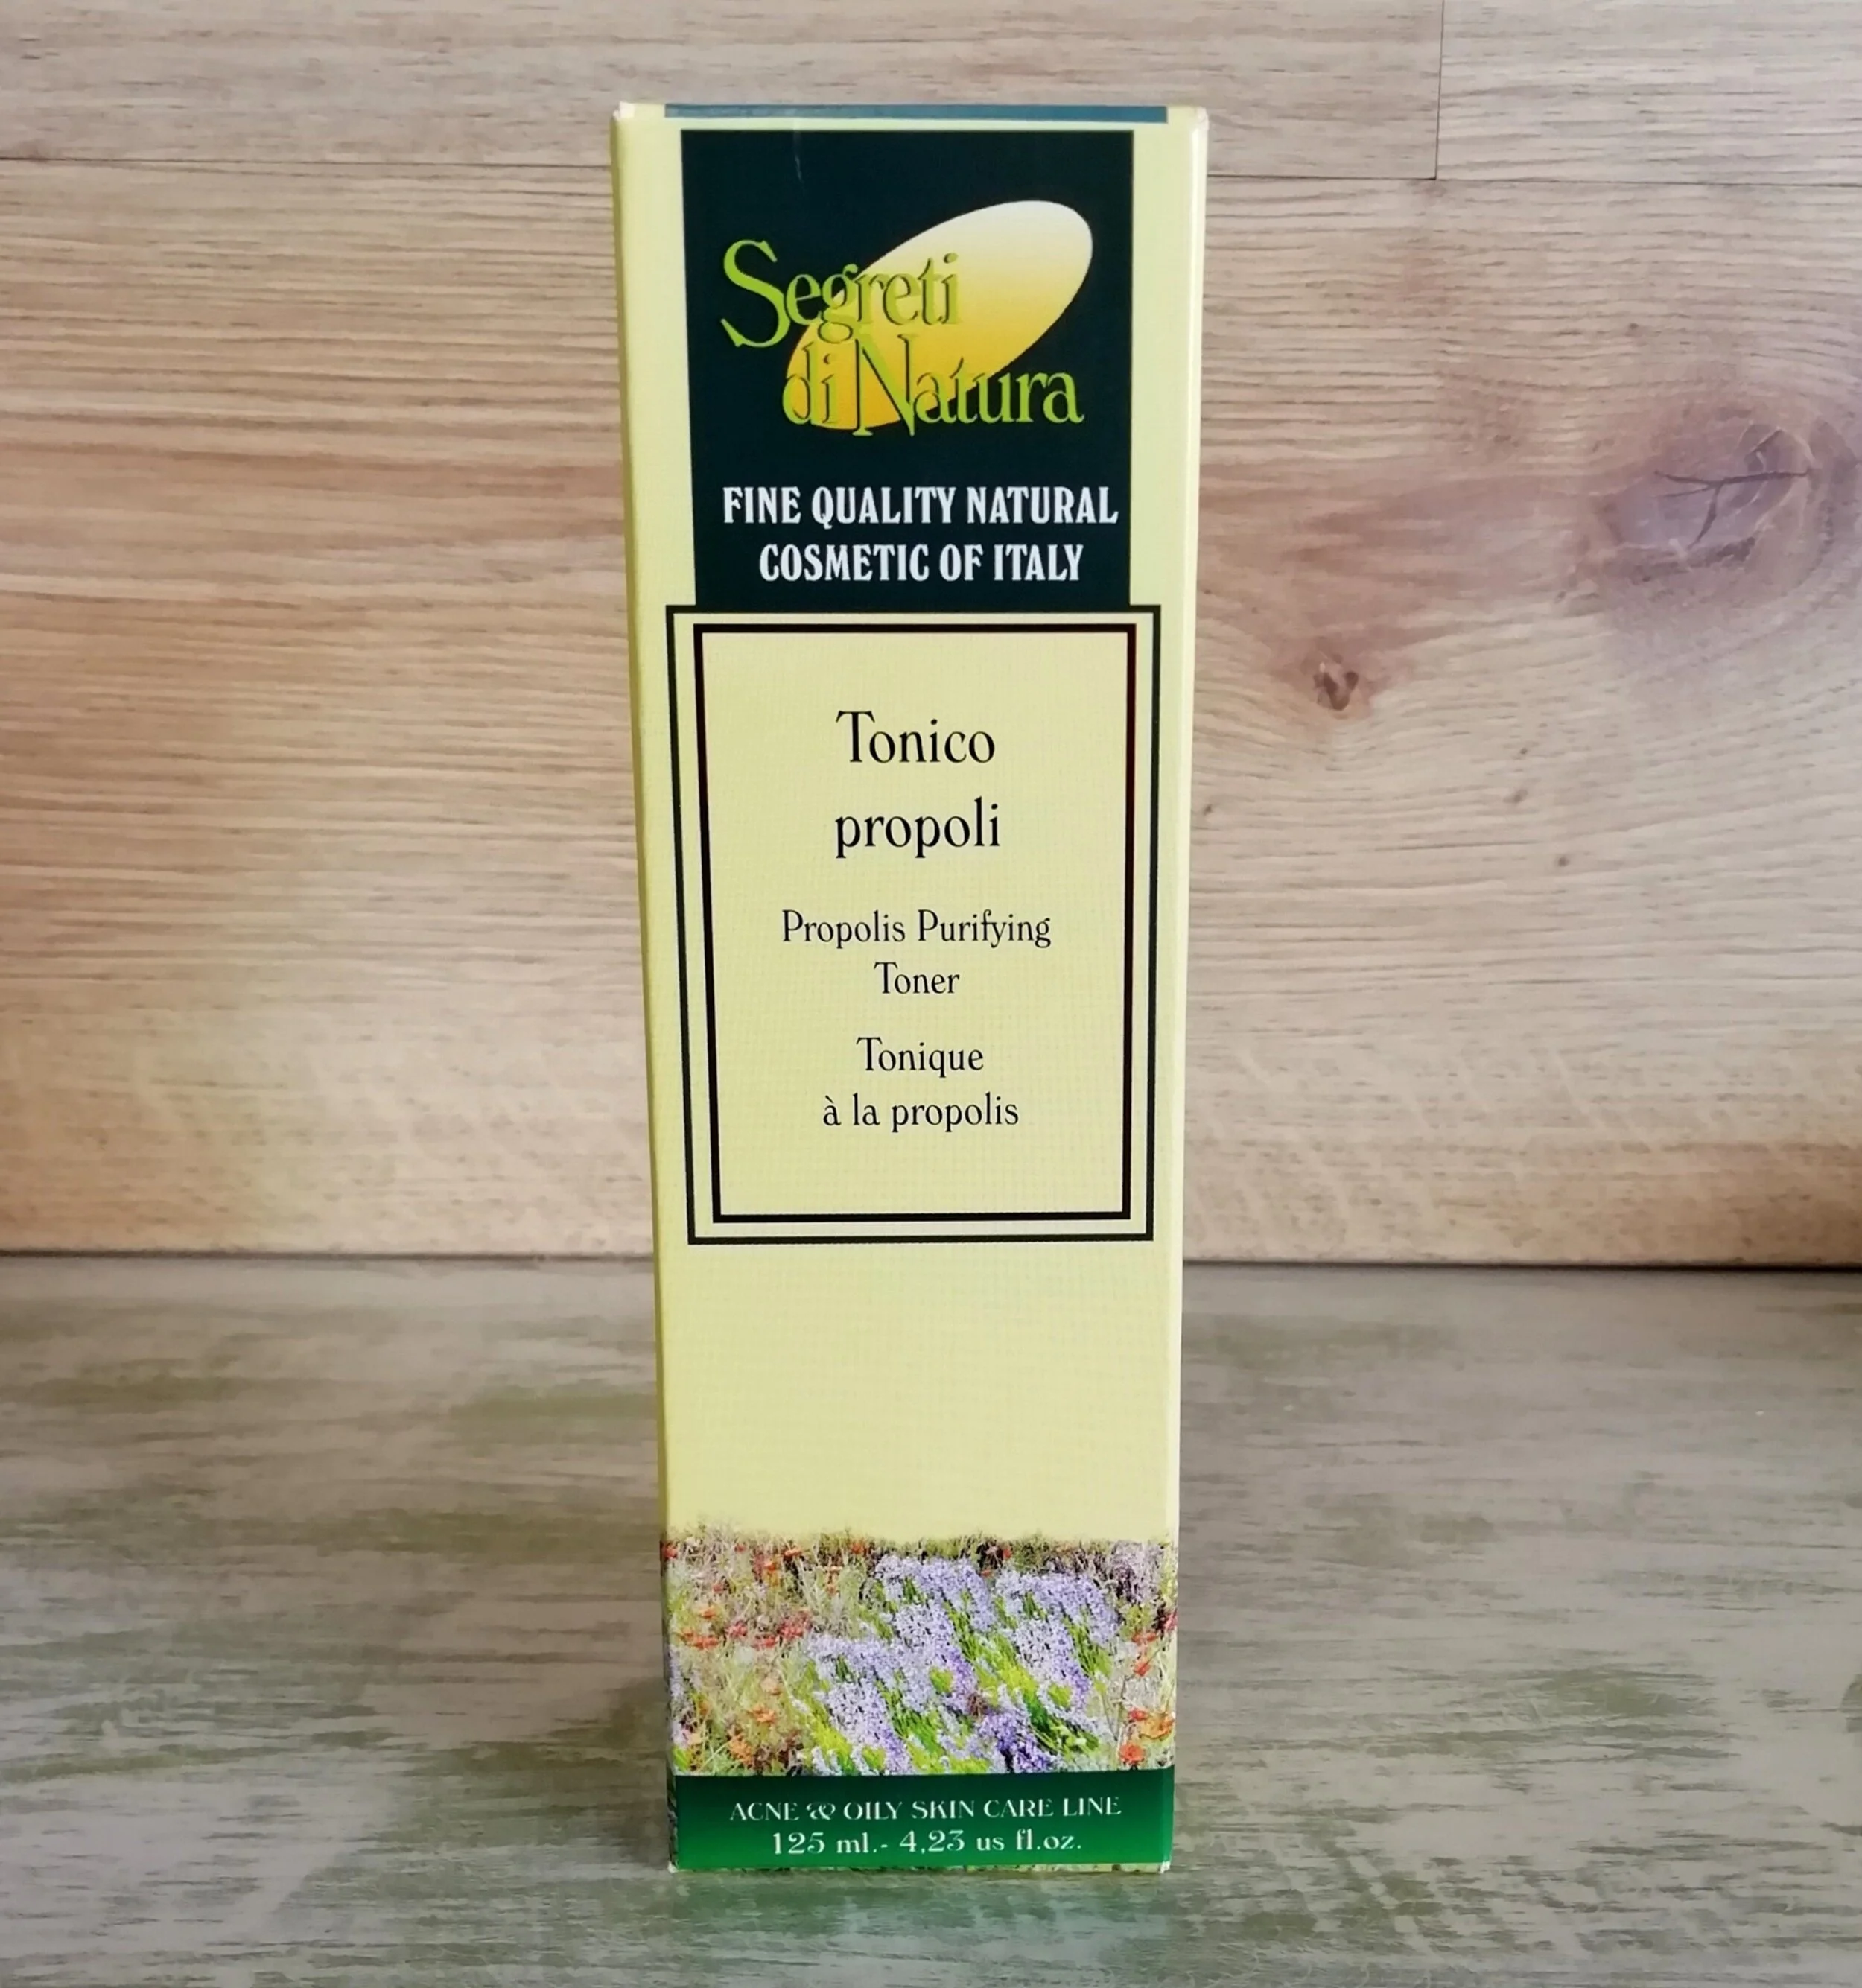 Segreti
di Natura
FINE QUALITY NATURAL
COSMETIC OF ITALY
Tonico
propoli
Propolis Purifying
Toner
Tonique
à la propolis
ACNE & OILY SKIN CARE LINE
125 ml.- 4,23 us fl.oz.